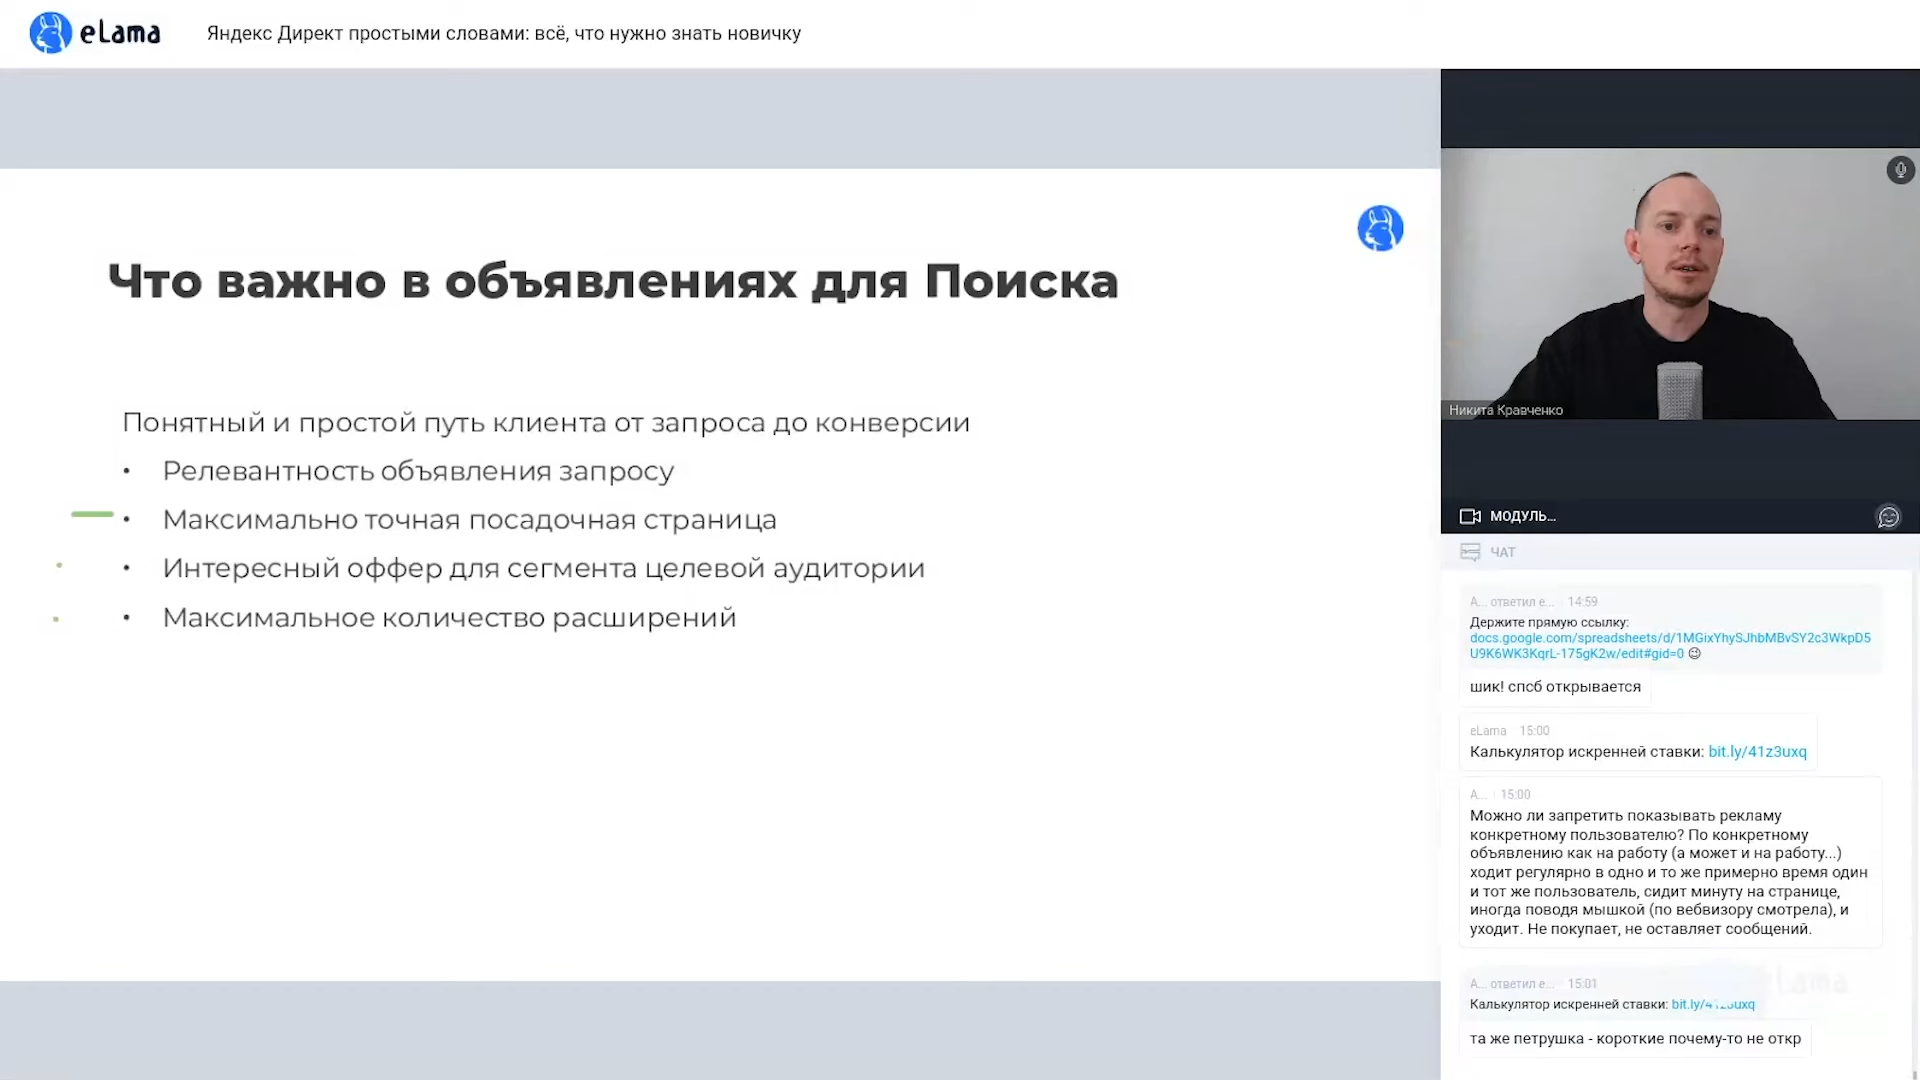 eLama
Яндекс Директ простыми словами: всё, что нужно знать новичку
Что важно в объявлениях для Поиска
Понятный и простой путь клиента от запроса до конверсии
• Релевантность объявления запросу
• Максимально точная посадочная страница
• Интересный оффер для сегмента целевой аудитории
• Максимальное количество расширений
Никита Кравченко
МОДУЛЬ...
ЧАТ
А... ответил е... 14:59
Держите прямую ссылку:
docs.google.com/spreadsheets/d/1MGixYhySJhbMBvSY2c3WkpD5
U9K6WK3KqrL-175gK2w/edit#gid=0 😉
шик! спсб открывается
eLama 15:00
Калькулятор искренней ставки: bit.ly/41z3uxq
А... 15:00
Можно ли запретить показывать рекламу
конкретному пользователю? По конкретному
объявлению как на работу (а может и на работу...)
ходит регулярно в одно и то же примерно время один
и тот же пользователь, сидит минуту на странице,
иногда поводя мышкой (по вебвизору смотрела), и
уходит. Не покупает, не оставляет сообщений.
eLama
А... ответил е... 15:01
Калькулятор искренней ставки:
та же петрушка - короткие почему-то не откр